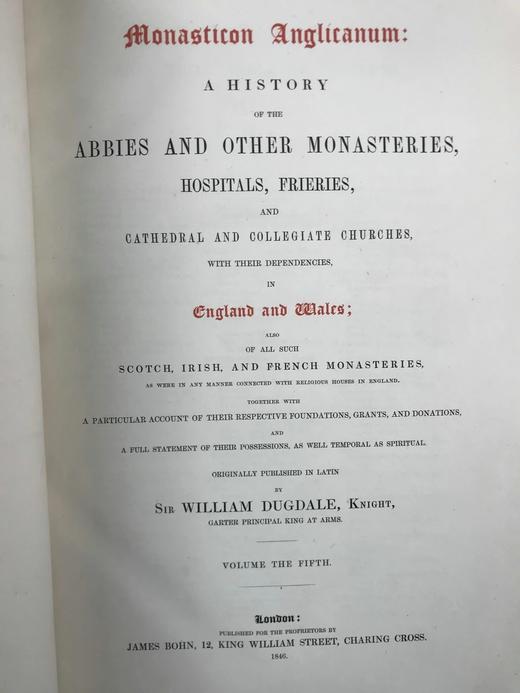 Monasticon Anglicanum:
A HISTORY
OF THE
ABBIES AND OTHER MONASTERIES,
HOSPITALS, FRIERIES,
AND
CATHEDRAL AND COLLEGIATE CHURCHES,
WITH THEIR DEPENDENCIES,
IN
England and Wales;
ALSO
OF ALL SUCH
SCOTCH, IRISH, AND FRENCH MONASTERIES,
AS WERE IN ANY MANNER CONNECTED WITH RELIGIOUS HOUSES IN ENGLAND.
TOGETHER WITH
A PARTICULAR ACCOUNT OF THEIR RESPECTIVE FOUNDATIONS, GRANTS, AND DONATIONS,
AND
A FULL STATEMENT OF THEIR POSSESSIONS, AS WELL TEMPORAL AS SPIRITUAL.
ORIGINALLY PUBLISHED IN LATIN
BY
SIR WILLIAM DUGDALE, KNIGHT,
GARTER PRINCIPAL KING AT ARMS.
VOLUME THE FIFTH.
London:
PUBLISHED FOR THE PROPRIETORS BY
JAMES BOHN, 12, KING WILLIAM STREET, CHARING CROSS.
1846.